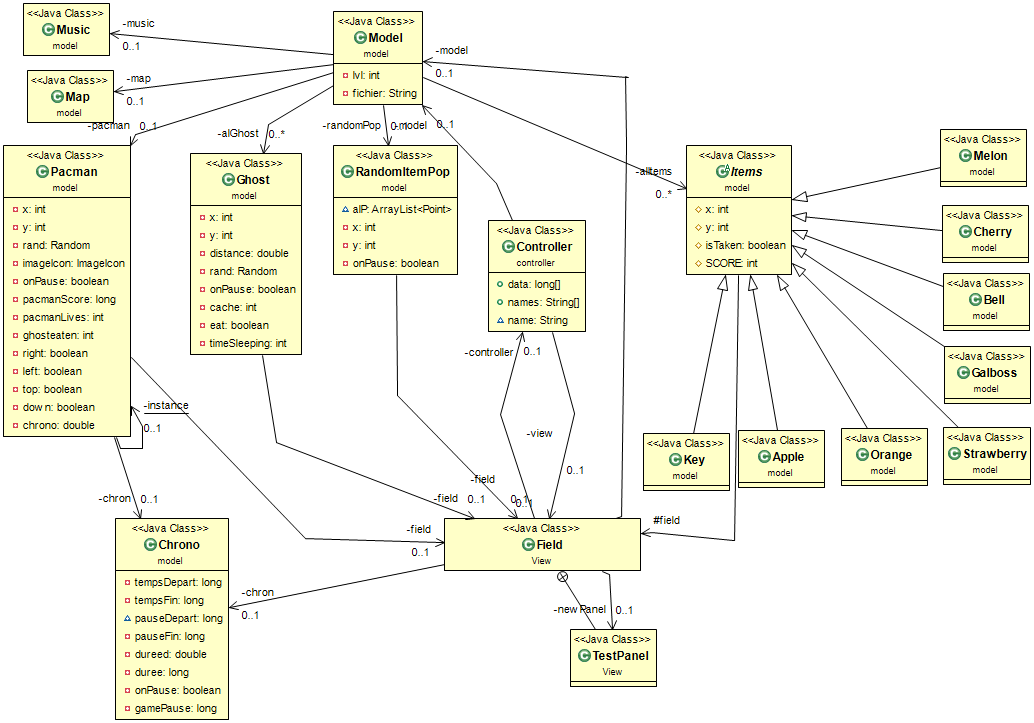 <<Java Class>>
Music
model
-music
0..1
<<Java Class>>
Model
model
lvl: int
fichier: String
-model
0..1
<<Java Class>>
Map
model
-map
0..1
-pacman 0..1
-alGhost 0..*
-randomPop
0..1
-model 0..1
<<Java Class>>
Pacman
model
x: int
y: int
rand: Random
imageIcon: ImageIcon
onPause: boolean
pacmanScore: long
pacmanLives: int
ghosteaten: int
right: boolean
left: boolean
top: boolean
down: boolean
chrono: double
-instance
0..1
<<Java Class>>
Ghost
model
x: int
y: int
distance: double
rand: Random
onPause: boolean
cache: int
eat: boolean
timeSleeping: int
<<Java Class>>
RandomItemPop
model
alP: ArrayList<Point>
x: int
y: int
onPause: boolean
<<Java Class>>
Controller
controller
data: long[]
names: String[]
name: String
-controller 0..1
-view
0..1
-alItems
0..*
<<Java Class>>
Items
model
x: int
y: int
isTaken: boolean
SCORE: int
<<Java Class>>
Melon
model
<<Java Class>>
Cherry
model
<<Java Class>>
Bell
model
<<Java Class>>
Galboss
model
<<Java Class>>
Strawberry
model
<<Java Class>>
Key
model
<<Java Class>>
Apple
model
<<Java Class>>
Orange
model
-chron 0..1
-field 0..1
-field
0..1
-field
0..1
#field
0..1
<<Java Class>>
Field
View
<<Java Class>>
Chrono
model
tempsDepart: long
tempsFin: long
pauseDepart: long
pauseFin: long
dureed: double
duree: long
onPause: boolean
gamePause: long
-chron
0..1
-newPanel 0..1
<<Java Class>>
TestPanel
View